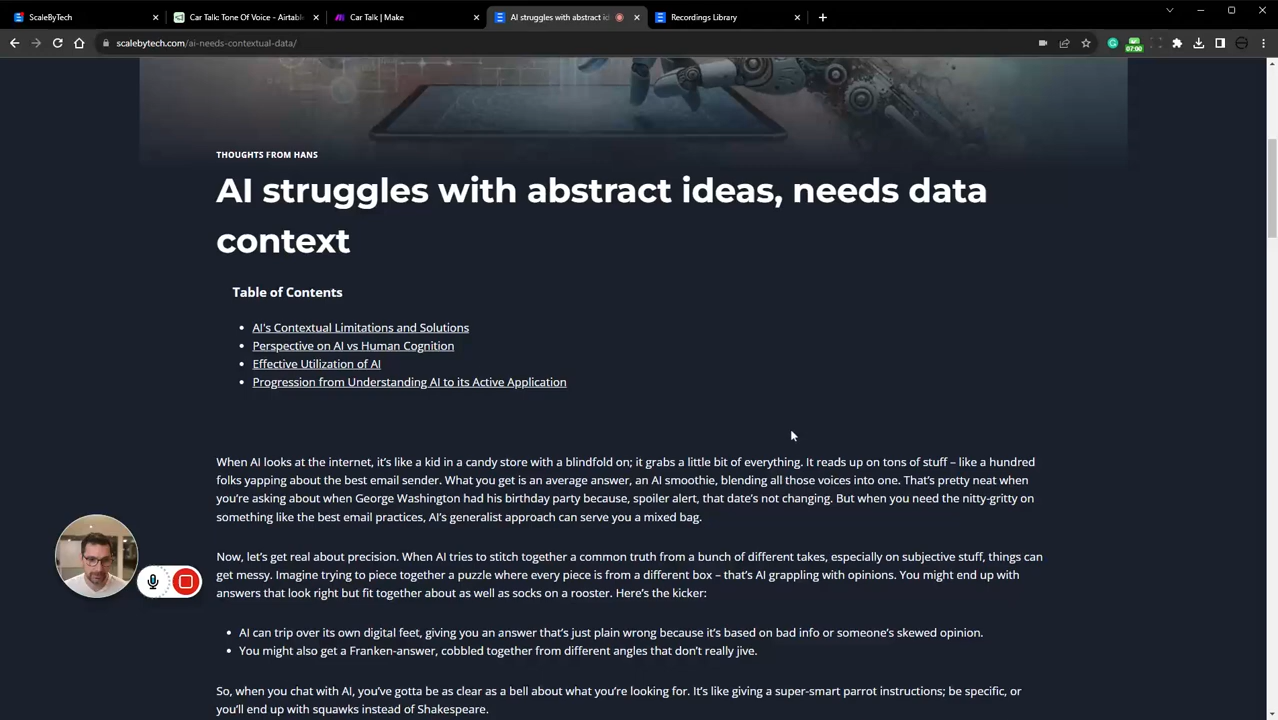 ScaleByTech
Car Talk: Tone Of Voice - Airtabl
Car Talk | Make
AI struggles with abstract id
Recordings Library
scalebytech.com/ai-needs-contextual-data/
07:00
THOUGHTS FROM HANS
AI struggles with abstract ideas, needs data
context
Table of Contents
• AI's Contextual Limitations and Solutions
• Perspective on AI vs Human Cognition
• Effective Utilization of AI
• Progression from Understanding AI to its Active Application
When AI looks at the internet, it's like a kid in a candy store with a blindfold on; it grabs a little bit of everything. It reads up on tons of stuff – like a hundred
folks yapping about the best email sender. What you get is an average answer, an AI smoothie, blending all those voices into one. That's pretty neat when
you're asking about when George Washington had his birthday party because, spoiler alert, that date's not changing. But when you need the nitty-gritty on
something like the best email practices, AI's generalist approach can serve you a mixed bag.
Now, let's get real about precision. When AI tries to stitch together a common truth from a bunch of different takes, especially on subjective stuff, things can
get messy. Imagine trying to piece together a puzzle where every piece is from a different box – that's AI grappling with opinions. You might end up with
answers that look right but fit together about as well as socks on a rooster. Here's the kicker:
• AI can trip over its own digital feet, giving you an answer that's just plain wrong because it's based on bad info or someone's skewed opinion.
• You might also get a Franken-answer, cobbled together from different angles that don't really jive.
So, when you chat with AI, you've gotta be as clear as a bell about what you're looking for. It's like giving a super-smart parrot instructions; be specific, or
you'll end up with squawks instead of Shakespeare.